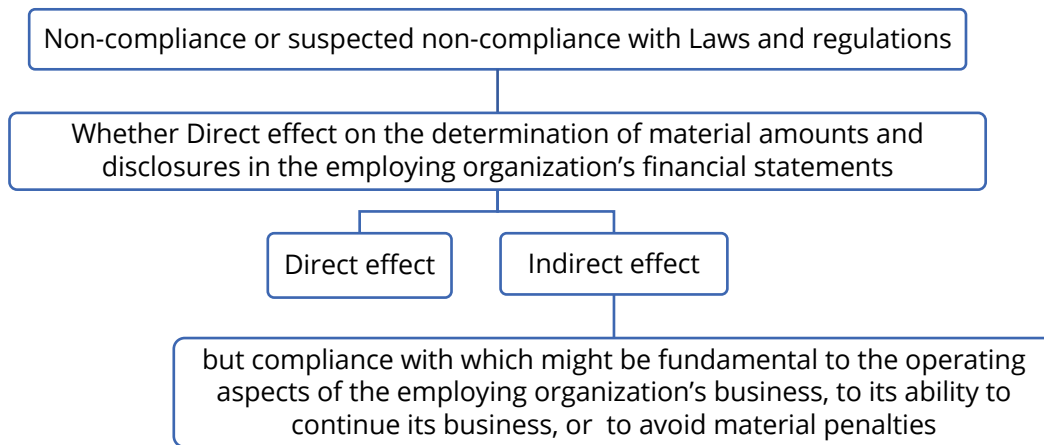 Non-compliance or suspected non-compliance with Laws and regulations
Whether Direct effect on the determination of material amounts and
disclosures in the employing organization’s financial statements
Direct effect
Indirect effect
but compliance with which might be fundamental to the operating
aspects of the employing organization’s business, to its ability to
continue its business, or to avoid material penalties